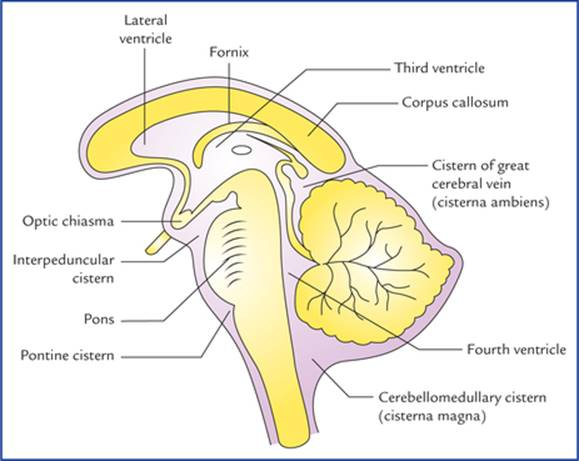 Lateral
ventricle
Fornix
Third ventricle
Corpus callosum
Cistern of great
cerebral vein
(cisterna ambiens)
Optic chiasma
Interpeduncular
cistern
Pons
Pontine cistern
Fourth ventricle
Cerebellomedullary cistern
(cisterna magna)